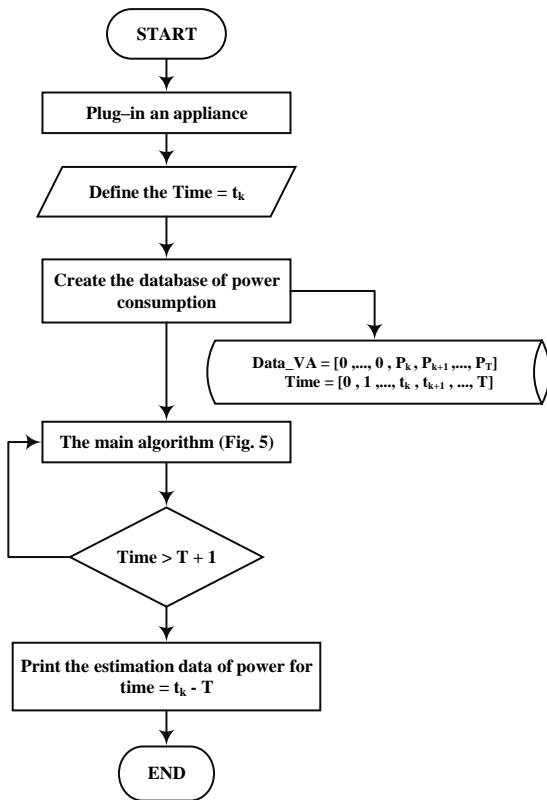 START
Plug–in an appliance
Define the Time = tₖ
Create the database of power
consumption
Data_VA = [0 ,..., 0 , Pₖ , Pₖ₊₁ ,..., P_T]
Time = [0 , 1 ,..., tₖ , tₖ₊₁ , ..., T]
The main algorithm (Fig. 5)
Time > T + 1
Print the estimation data of power for
time = tₖ - T
END